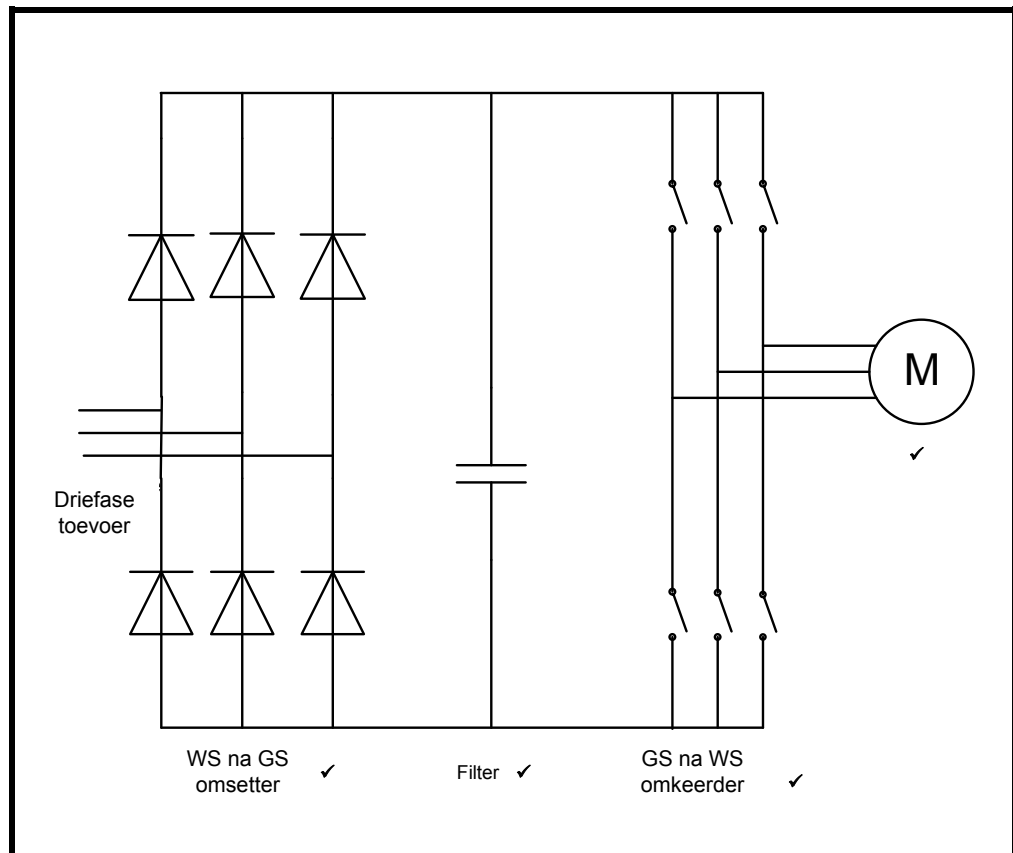 M
✓
Driefase
toevoer
WS na GS
omsetter ✓
Filter ✓
GS na WS
omkeerder ✓